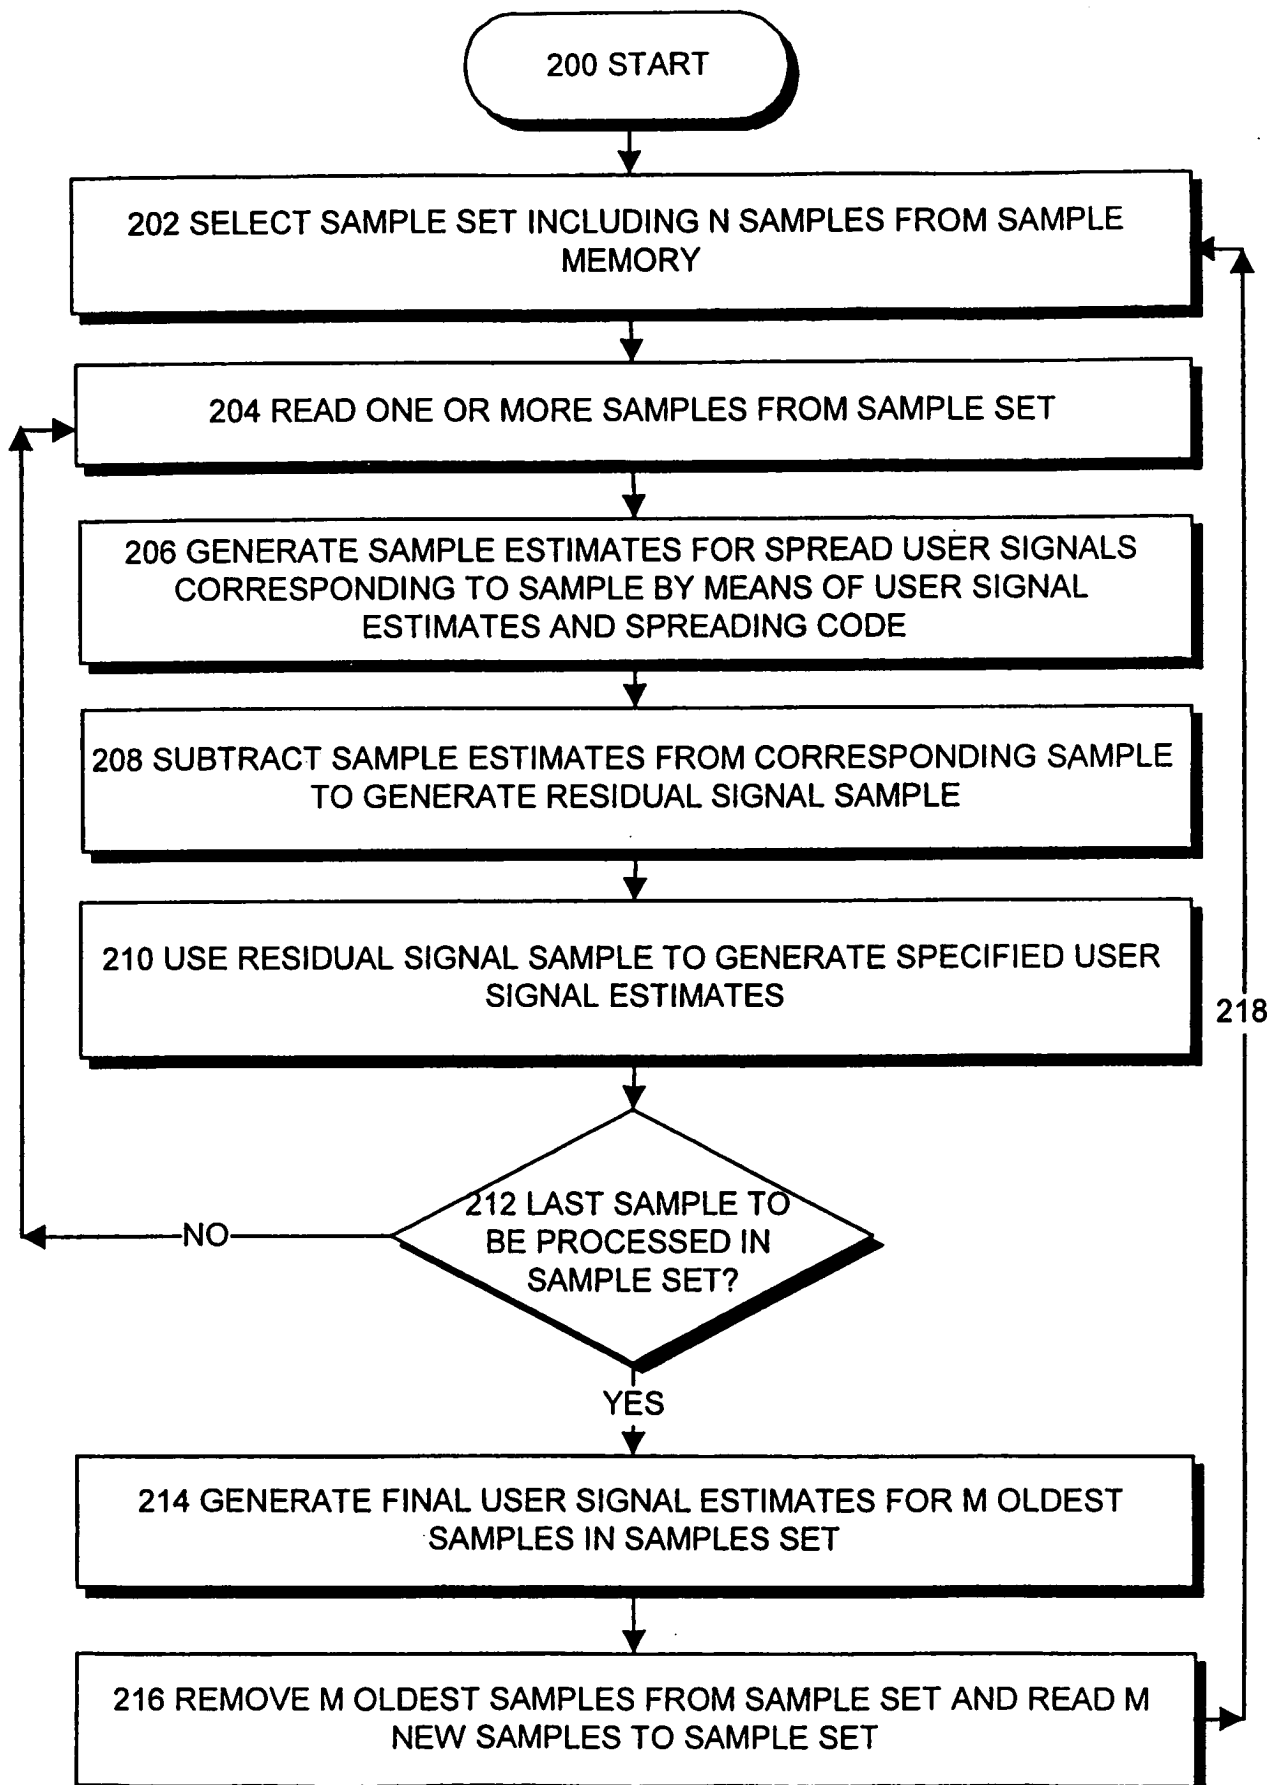 200 START
202 SELECT SAMPLE SET INCLUDING N SAMPLES FROM SAMPLE
MEMORY
204 READ ONE OR MORE SAMPLES FROM SAMPLE SET
206 GENERATE SAMPLE ESTIMATES FOR SPREAD USER SIGNALS
CORRESPONDING TO SAMPLE BY MEANS OF USER SIGNAL
ESTIMATES AND SPREADING CODE
208 SUBTRACT SAMPLE ESTIMATES FROM CORRESPONDING SAMPLE
TO GENERATE RESIDUAL SIGNAL SAMPLE
210 USE RESIDUAL SIGNAL SAMPLE TO GENERATE SPECIFIED USER
SIGNAL ESTIMATES
218
212 LAST SAMPLE TO
BE PROCESSED IN
SAMPLE SET?
NO
YES
214 GENERATE FINAL USER SIGNAL ESTIMATES FOR M OLDEST
SAMPLES IN SAMPLES SET
216 REMOVE M OLDEST SAMPLES FROM SAMPLE SET AND READ M
NEW SAMPLES TO SAMPLE SET